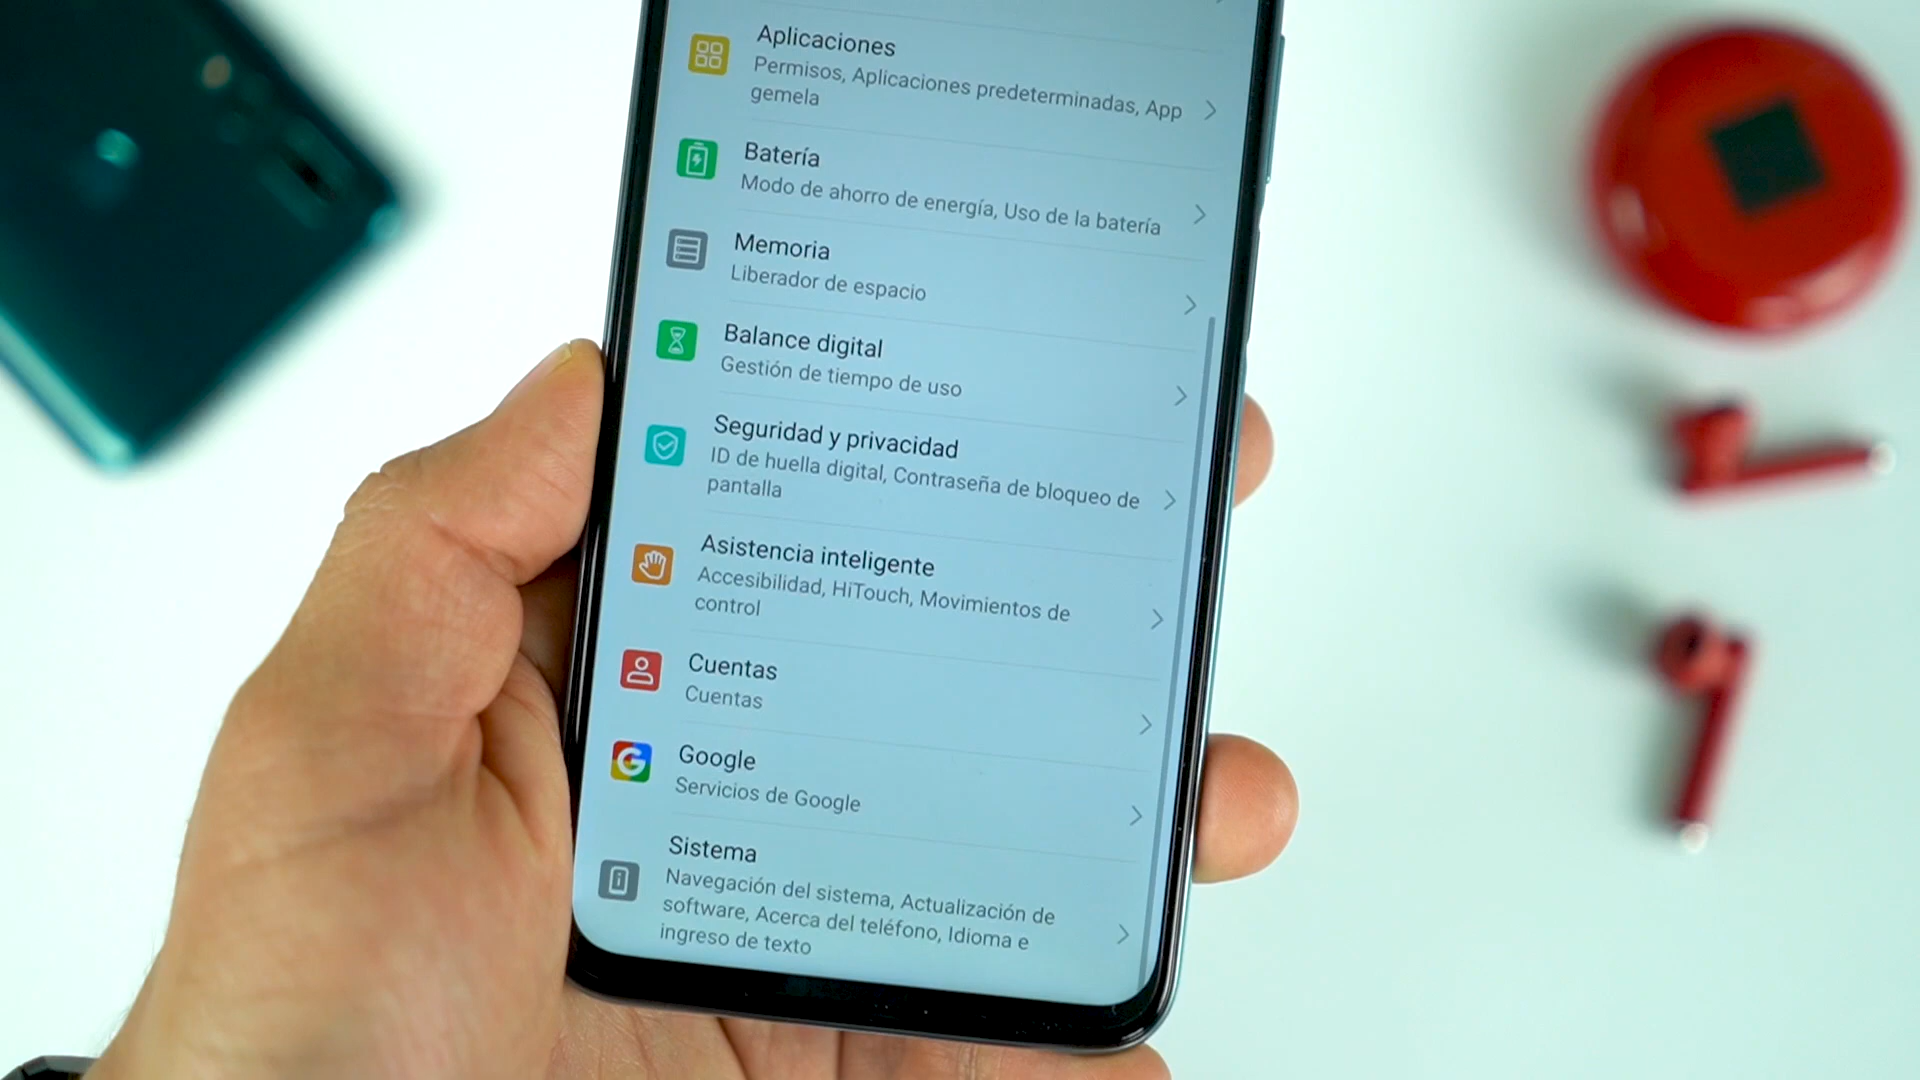 Aplicaciones
Permisos, Aplicaciones predeterminadas, App
gemela
Batería
Modo de ahorro de energía, Uso de la batería
Memoria
Liberador de espacio
Balance digital
Gestión de tiempo de uso
Seguridad y privacidad
ID de huella digital, Contraseña de bloqueo de
pantalla
Asistencia inteligente
Accesibilidad, HiTouch, Movimientos de
control
Cuentas
Cuentas
Google
Servicios de Google
Sistema
Navegación del sistema, Actualización de
software, Acerca del teléfono, Idioma e
ingreso de texto